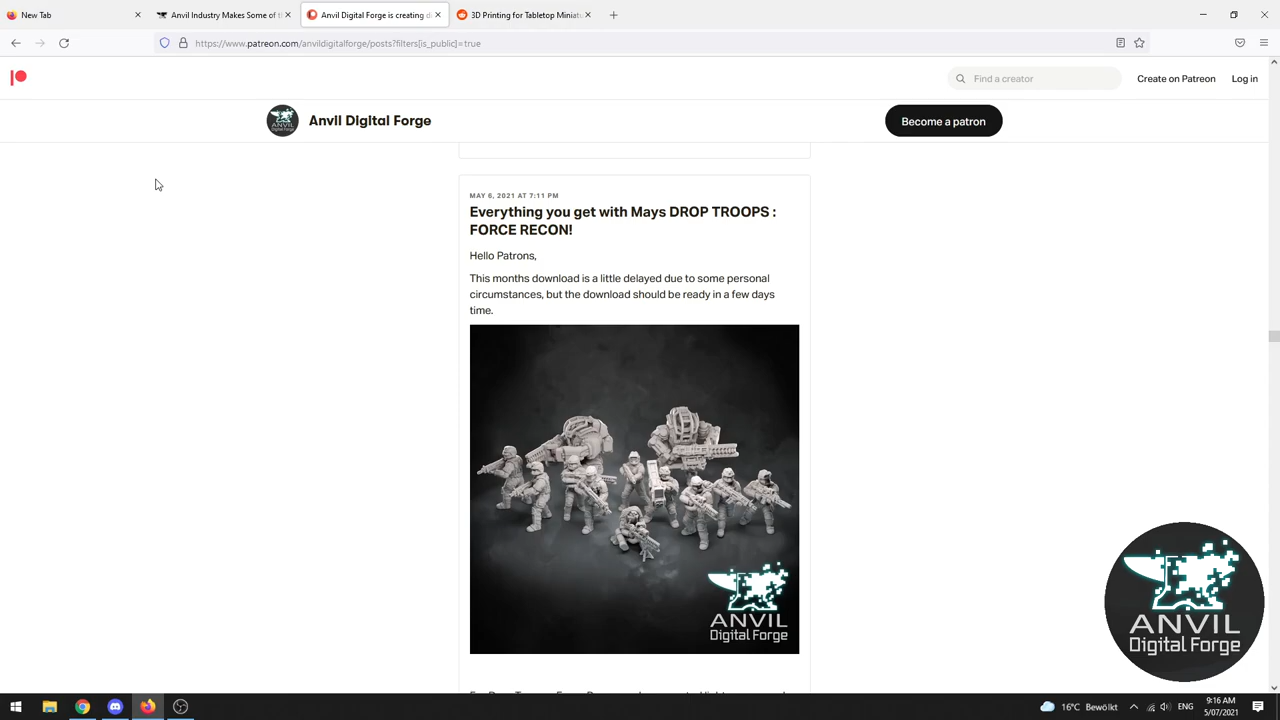 New Tab
Anvil Industry Makes Some of t
Anvil Digital Forge is creating di
3D Printing for Tabletop Miniatu
https://www.patreon.com/anvildigitalforge/posts?filters[is_public]=true
Find a creator
Create on Patreon
Log in
Anvil Digital Forge
Become a patron
MAY 6, 2021 AT 7:11 PM
Everything you get with Mays DROP TROOPS :
FORCE RECON!
Hello Patrons,
This months download is a little delayed due to some personal
circumstances, but the download should be ready in a few days
time.
ANVIL
Digital Forge
ANVIL
Digital Forge
16°C Bewölkt
ENG
9:16 AM
5/07/2021